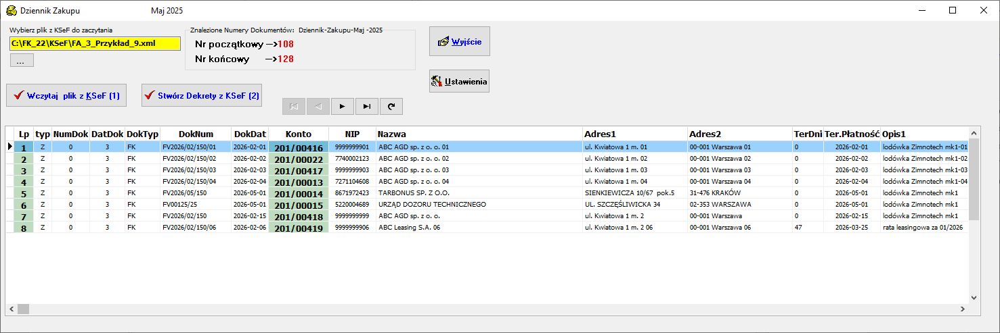 Dziennik Zakupu Maj 2025
Wybierz plik z KSeF do zaczytania
C:\FK_22\KSeF\FA_3_Przykład_9.xml
...
Znalezione Numery Dokumentów: Dziennik-Zakupu-Maj -2025
Nr początkowy -->108
Nr końcowy -->128
Wyjście
Ustawienia
Wczytaj plik z KSeF (1)
Stwórz Dekrety z KSeF (2)
Lp typ NumDok DatDok DokTyp DokNum DokDat Konto NIP Nazwa Adres1 Adres2 TerDni Ter.Płatność Opis1
1 Z 0 3 FK FV2026/02/150/01 2026-02-01 201/00416 9999999901 ABC AGD sp. z o. o. 01 ul. Kwiatowa 1 m. 01 00-001 Warszawa 01 0 2026-02-01 lodówka Zimnotech mk1-01
2 Z 0 3 FK FV2026/02/150/02 2026-02-02 201/00022 7740002123 ABC AGD sp. z o. o. 02 ul. Kwiatowa 1 m. 02 00-001 Warszawa 02 0 2026-02-02 lodówka Zimnotech mk1-02
3 Z 0 3 FK FV2026/02/150/03 2026-02-03 201/00417 9999999903 ABC AGD sp. z o. o. 03 ul. Kwiatowa 1 m. 03 00-001 Warszawa 03 0 2026-02-03 lodówka Zimnotech mk1-03
4 Z 0 3 FK FV2026/02/150/04 2026-02-04 201/00013 7271104608 ABC AGD sp. z o. o. 04 ul. Kwiatowa 1 m. 04 00-001 Warszawa 04 0 2026-02-04 lodówka Zimnotech mk1-04
5 Z 0 3 FK FV2026/05/150 2026-05-01 201/00014 8671972423 TARBONUS SP. Z O.O. SIENKIEWICZA 10/67 pok.5 31-476 KRAKÓW 0 2026-05-01 lodówka Zimnotech mk1
6 Z 0 3 FK FV00125/25 2026-05-01 201/00015 5220004689 URZĄD DOZORU TECHNICZNEGO UL. SZCZĘŚLIWICKA 34 02-353 WARSZAWA 0 2026-05-01 lodówka Zimnotech mk1
7 Z 0 3 FK FV2026/02/150 2026-02-15 201/00418 9999999999 ABC AGD sp. z o. o. ul. Kwiatowa 1 m. 2 00-001 Warszawa 0 2026-02-15 lodówka Zimnotech mk1
8 Z 0 3 FK FV2026/02/150/06 2026-02-06 201/00419 9999999906 ABC Leasing S.A. 06 ul. Kwiatowa 1 m. 2 06 00-001 Warszawa 06 47 2026-03-25 rata leasingowa za 01/2026